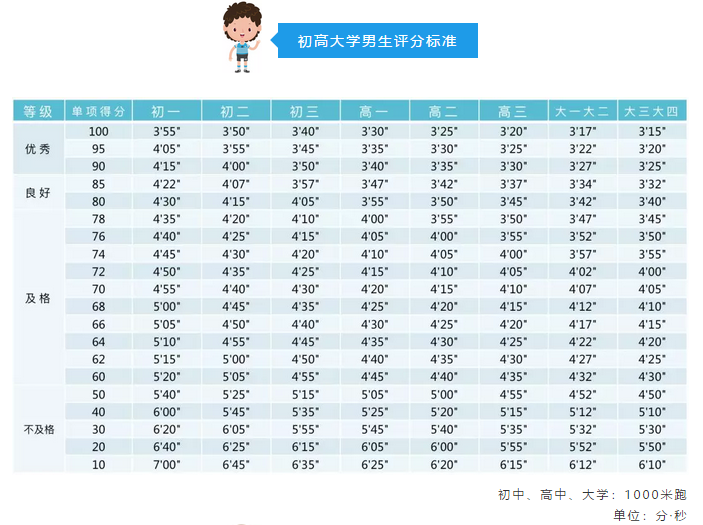 初高大学男生评分标准
等级 单项得分 初一 初二 初三 高一 高二 高三 大一大二 大三大四
优秀 100 3'55" 3'50" 3'40" 3'30" 3'25" 3'20" 3'17" 3'15"
95 4'05" 3'55" 3'45" 3'35" 3'30" 3'25" 3'22" 3'20"
90 4'15" 4'00" 3'50" 3'40" 3'35" 3'30" 3'27" 3'25"
良好 85 4'22" 4'07" 3'57" 3'47" 3'42" 3'37" 3'34" 3'32"
80 4'30" 4'15" 4'05" 3'55" 3'50" 3'45" 3'42" 3'40"
及格 78 4'35" 4'20" 4'10" 4'00" 3'55" 3'50" 3'47" 3'45"
76 4'40" 4'25" 4'15" 4'05" 4'00" 3'55" 3'52" 3'50"
74 4'45" 4'30" 4'20" 4'10" 4'05" 4'00" 3'57" 3'55"
72 4'50" 4'35" 4'25" 4'15" 4'10" 4'05" 4'02" 4'00"
70 4'55" 4'40" 4'30" 4'20" 4'15" 4'10" 4'07" 4'05"
68 5'00" 4'45" 4'35" 4'25" 4'20" 4'15" 4'12" 4'10"
66 5'05" 4'50" 4'40" 4'30" 4'25" 4'20" 4'17" 4'15"
64 5'10" 4'55" 4'45" 4'35" 4'30" 4'25" 4'22" 4'20"
62 5'15" 5'00" 4'50" 4'40" 4'35" 4'30" 4'27" 4'25"
60 5'20" 5'05" 4'55" 4'45" 4'40" 4'35" 4'32" 4'30"
不及格 50 5'40" 5'25" 5'15" 5'05" 5'00" 4'55" 4'52" 4'50"
40 6'00" 5'45" 5'35" 5'25" 5'20" 5'15" 5'12" 5'10"
30 6'20" 6'05" 5'55" 5'45" 5'40" 5'35" 5'32" 5'30"
20 6'40" 6'25" 6'15" 6'05" 6'00" 5'55" 5'52" 5'50"
10 7'00" 6'45" 6'35" 6'25" 6'20" 6'15" 6'12" 6'10"
初中、高中、大学：1000米跑
单位：分·秒